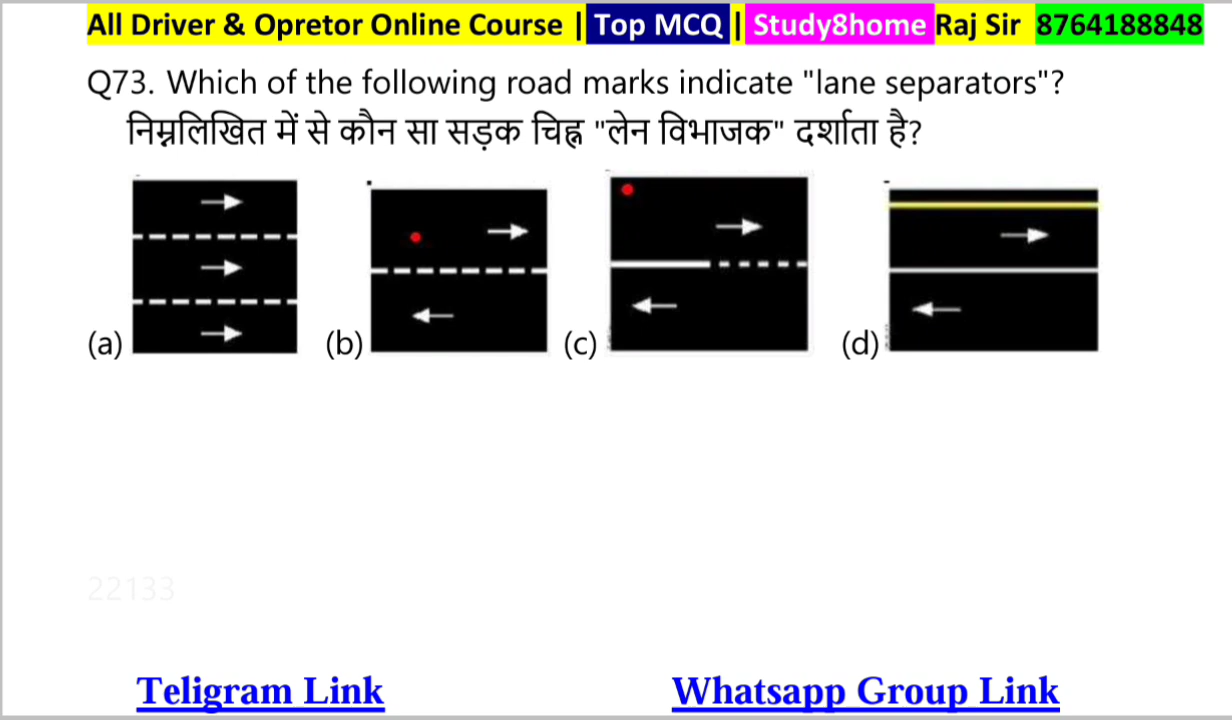 All Driver & Opretor Online Course | Top MCQ | Study8home Raj Sir 8764188848
Q73. Which of the following road marks indicate "lane separators"?
निम्नलिखित में से कौन सा सड़क चिह्न "लेन विभाजक" दर्शाता है?
(a) (b) (c) (d)
22133
Teligram Link Whatsapp Group Link